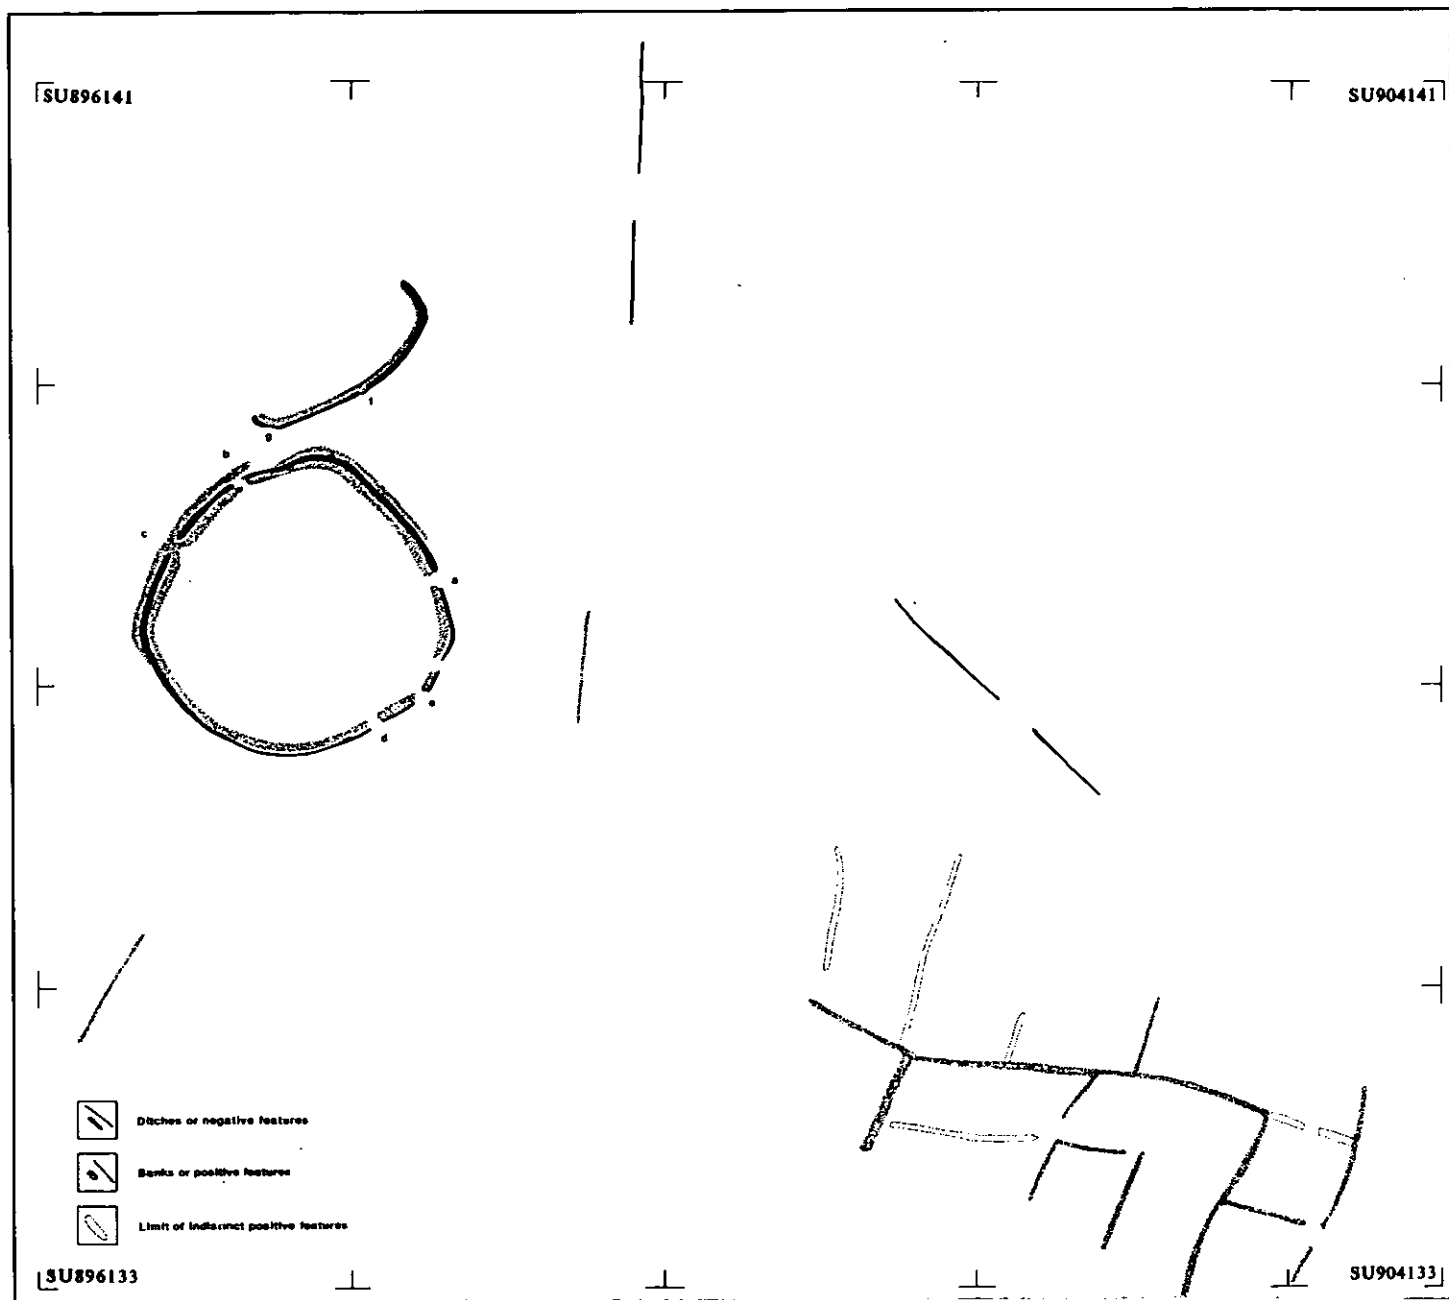 SU896141
SU904141
f
g
b
c
a
e
d
Ditches or negative features
Banks or positive features
Limit of indistinct positive features
SU896133
SU904133